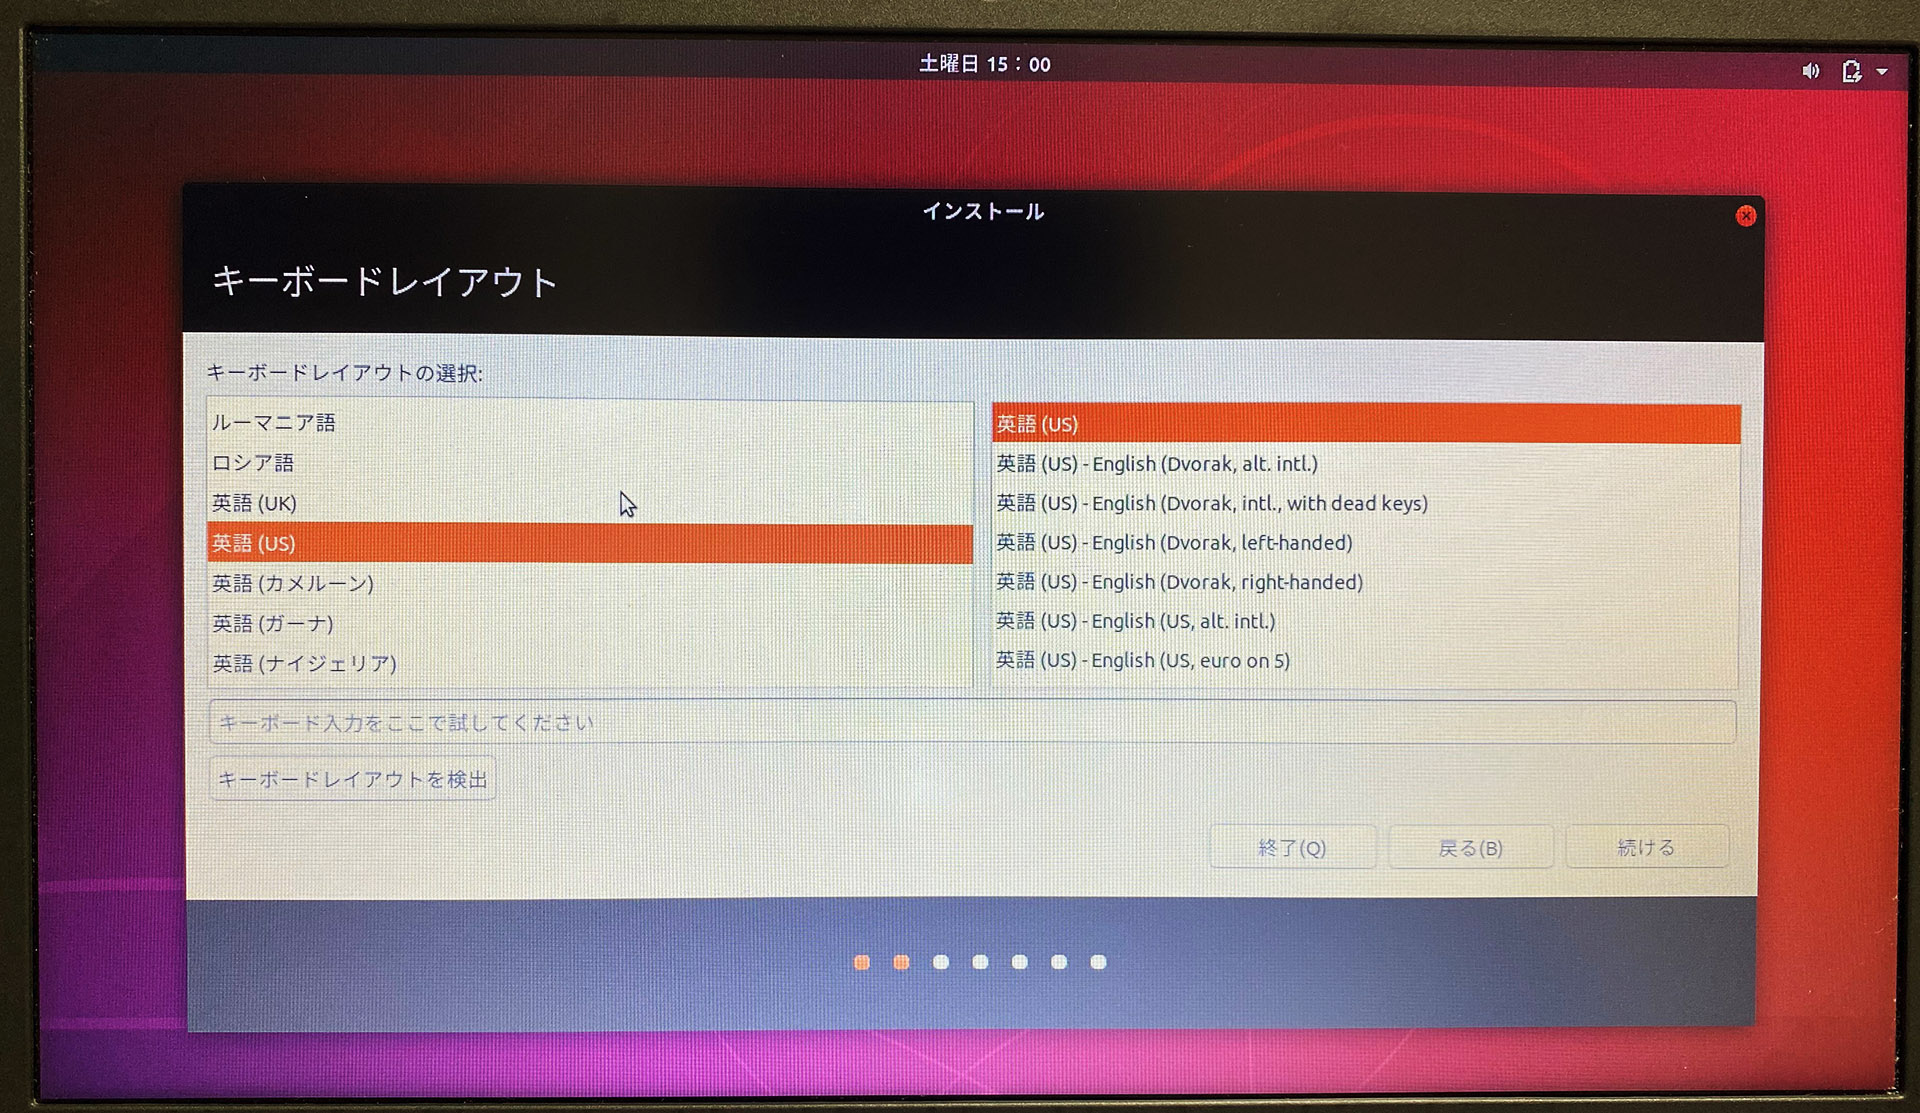 土曜日 15：00
インストール
キーボードレイアウト
キーボードレイアウトの選択:
ルーマニア語
ロシア語
英語 (UK)
英語 (US)
英語 (カメルーン)
英語 (ガーナ)
英語 (ナイジェリア)
英語 (US)
英語 (US) - English (Dvorak, alt. intl.)
英語 (US) - English (Dvorak, intl., with dead keys)
英語 (US) - English (Dvorak, left-handed)
英語 (US) - English (Dvorak, right-handed)
英語 (US) - English (US, alt. intl.)
英語 (US) - English (US, euro on 5)
キーボード入力をここで試してください
キーボードレイアウトを検出
終了(Q)
戻る(B)
続ける